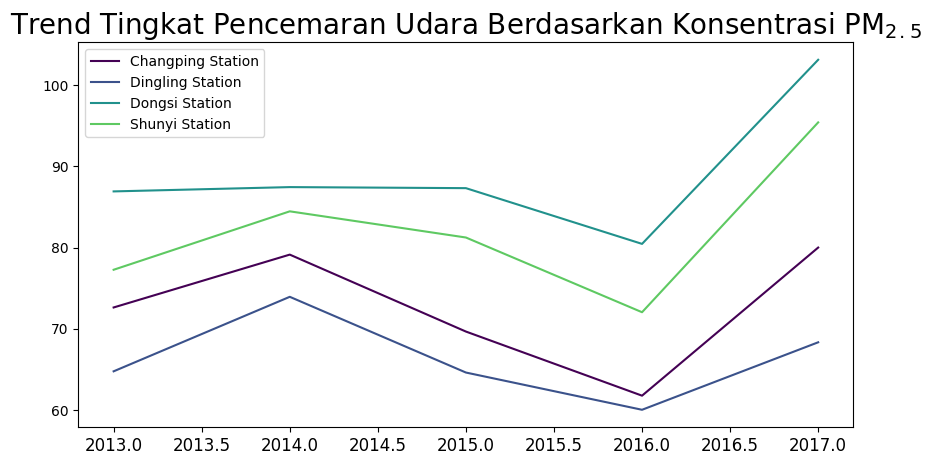 Trend Tingkat Pencemaran Udara Berdasarkan Konsentrasi PM₂.₅
Changping Station
Dingling Station
Dongsi Station
Shunyi Station
100
90
80
70
60
2013.0 2013.5 2014.0 2014.5 2015.0 2015.5 2016.0 2016.5 2017.0